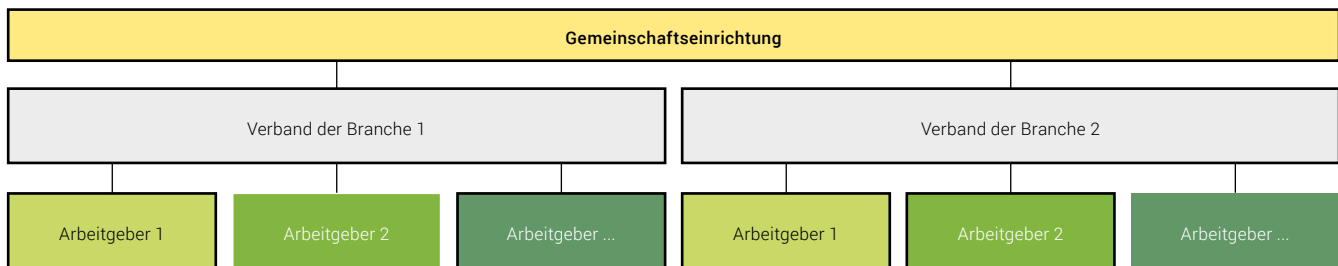 Gemeinschaftseinrichtung
Verband der Branche 1
Verband der Branche 2
Arbeitgeber 1
Arbeitgeber 2
Arbeitgeber ...
Arbeitgeber 1
Arbeitgeber 2
Arbeitgeber ...